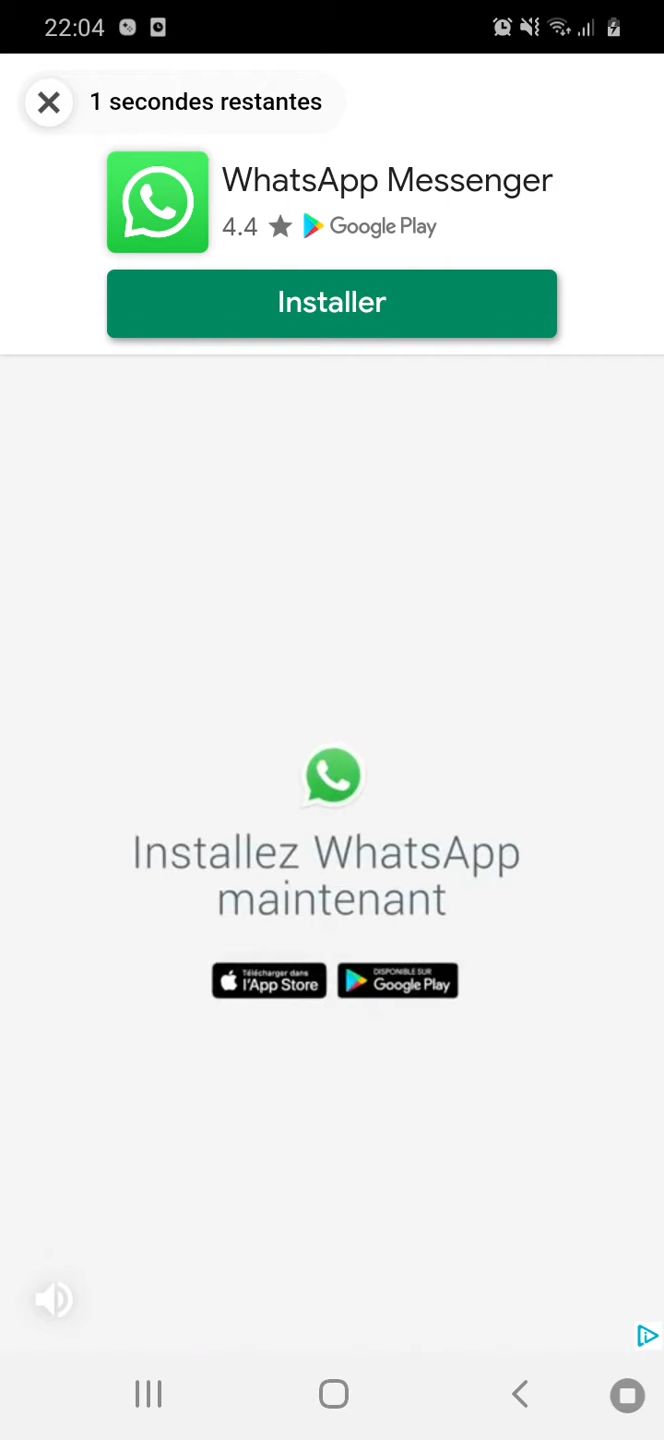 22:04
1 secondes restantes
WhatsApp Messenger
4.4 ★ Google Play
Installer
Installez WhatsApp
maintenant
Télécharger dans
l'App Store
DISPONIBLE SUR
Google Play